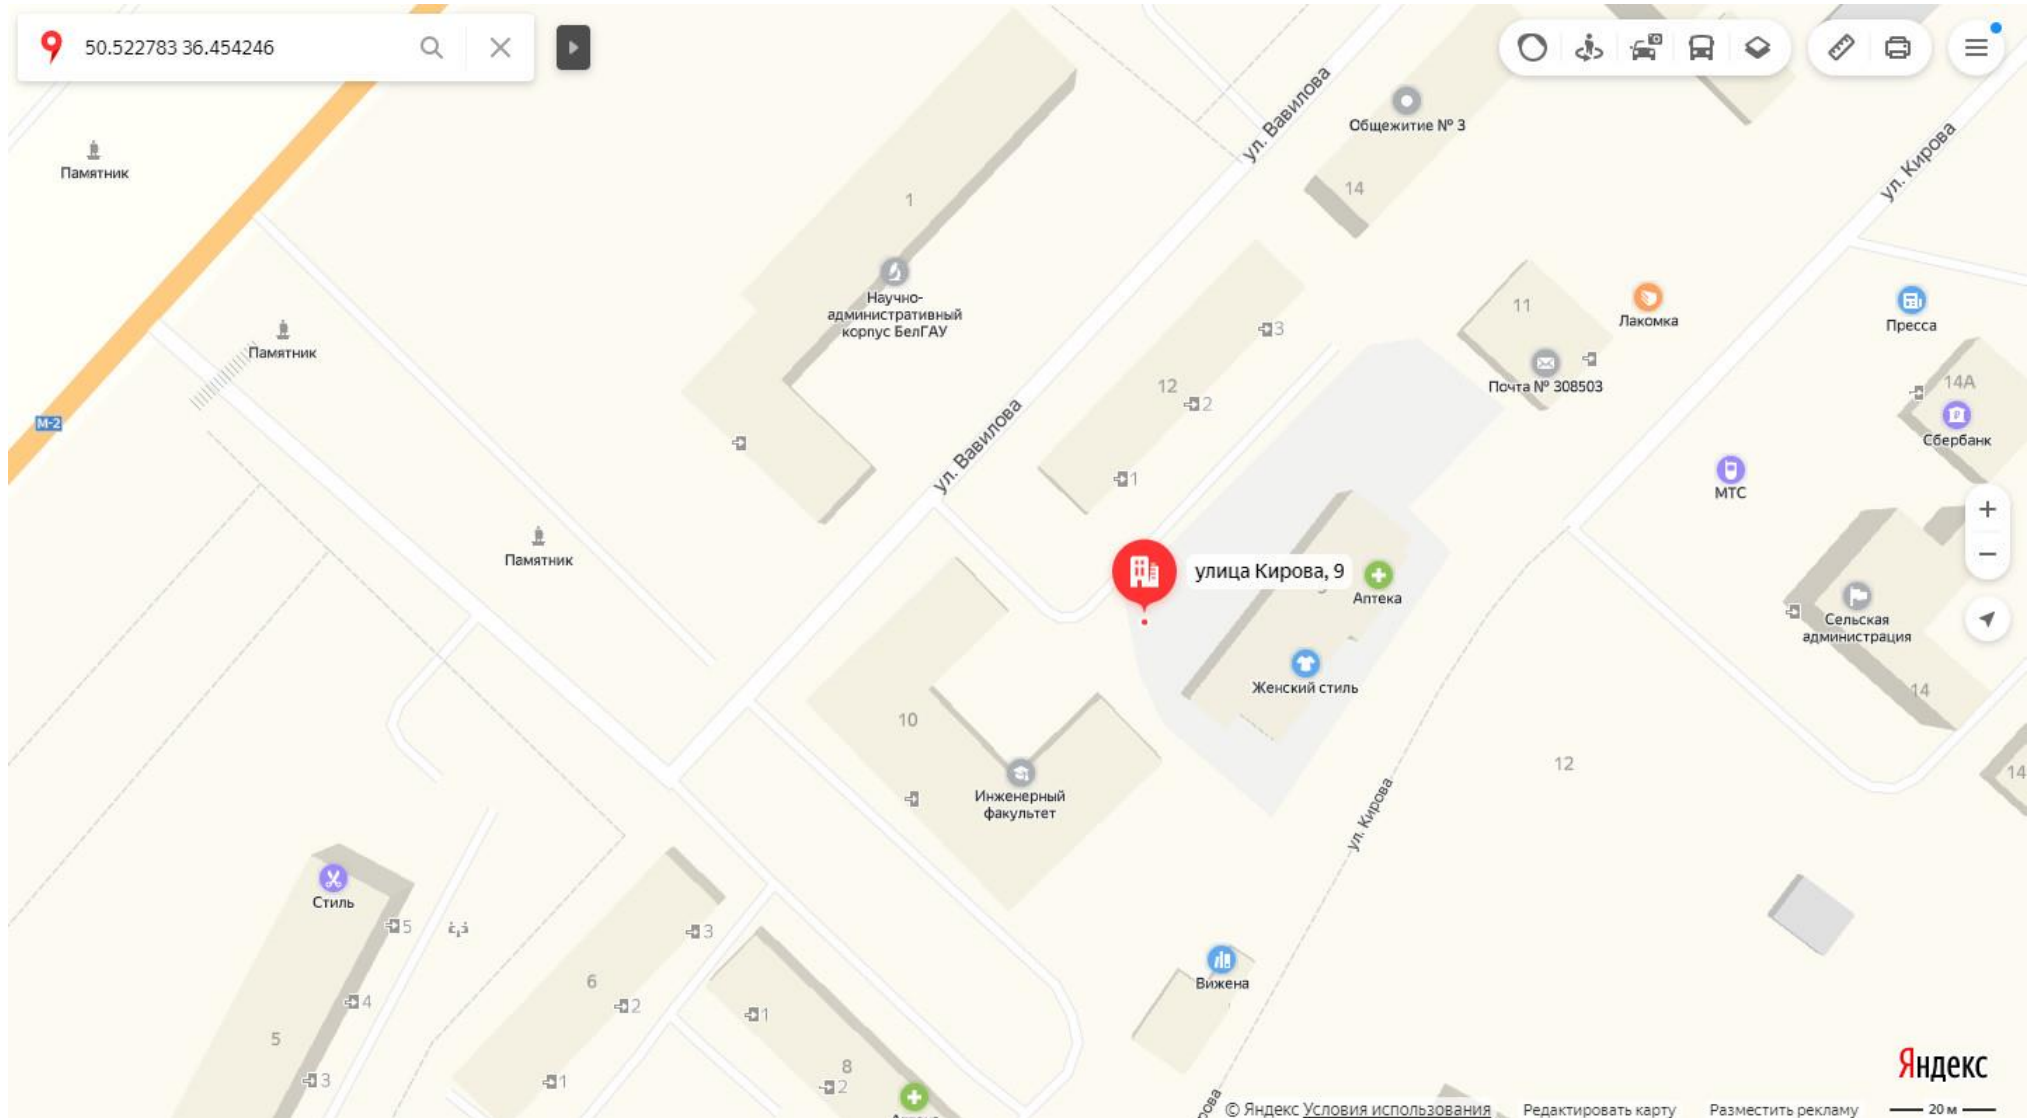 50.522783 36.454246
ул. Вавилова
Общежитие № 3
14
ул. Кирова
Памятник
1
Научно-
административный
корпус БелГАУ
11
Лакомка
Пресса
3
Памятник
12
2
Почта № 308503
14А
Сбербанк
М-2
ул. Вавилова
1
МТС
Памятник
улица Кирова, 9
Аптека
Сельская
администрация
Женский стиль
14
10
12
Инженерный
факультет
ул. Кирова
14
Стиль
5
3
Вижена
6
4
2
1
5
8
3
1
2
Яндекс
© Яндекс Условия использования
Редактировать карту
Разместить рекламу
20 м